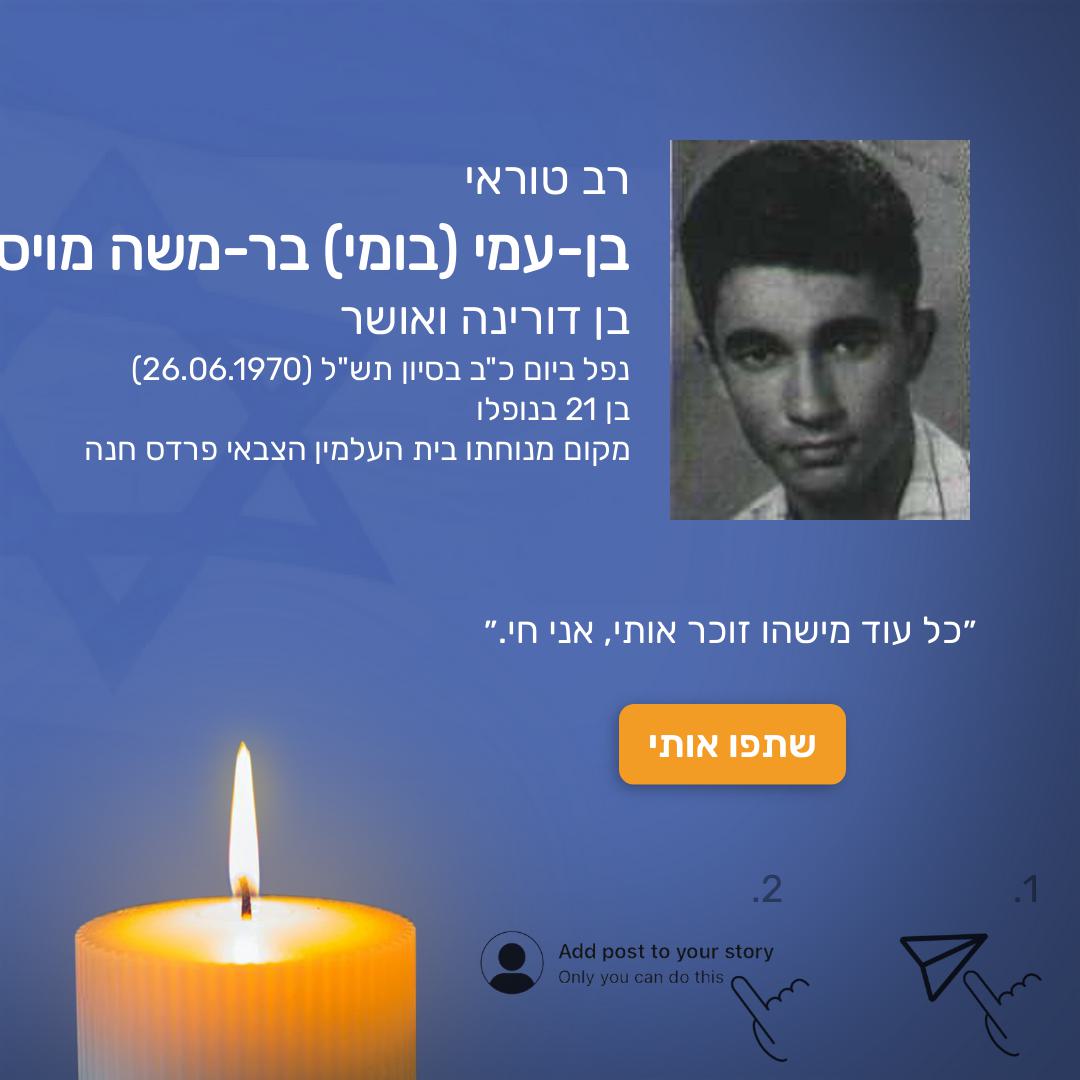 רב טוראי
בן-עמי (בומי) בר-משה מויס
בן דורינה ואושר
נפל ביום כ"ב בסיון תש"ל (26.06.1970)
בן 21 בנופלו
מקום מנוחתו בית העלמין הצבאי פרדס חנה
"כל עוד מישהו זוכר אותי, אני חי."
שתפו אותי
.1
.2
Add post to your story
Only you can do this